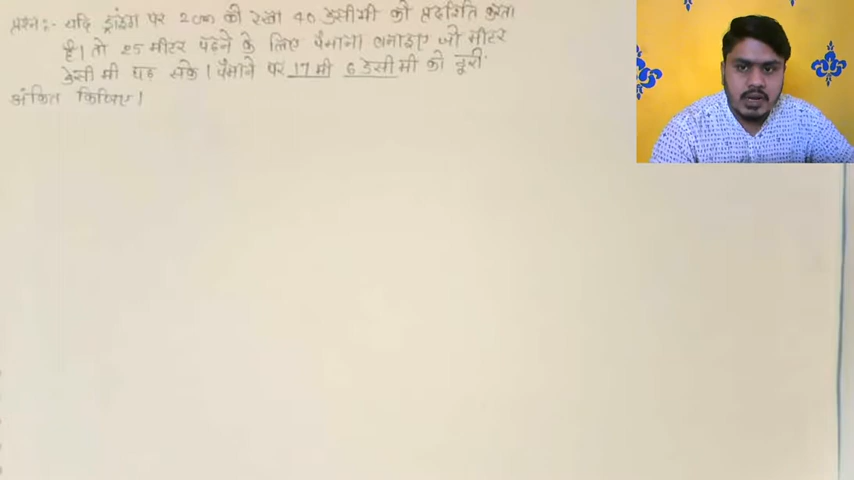 प्रश्न:- यदि ड्राइंग पर 2cm की रेखा 40 डेसीमी को प्रदर्शित करता
है। तो 25 मीटर पढ़ने के लिए पैमाना बनाइए जो मीटर
डेसी मी पढ़ सके। पैमाने पर 17 मी 6 डेसी मी की दूरी
अंकित किजिए।